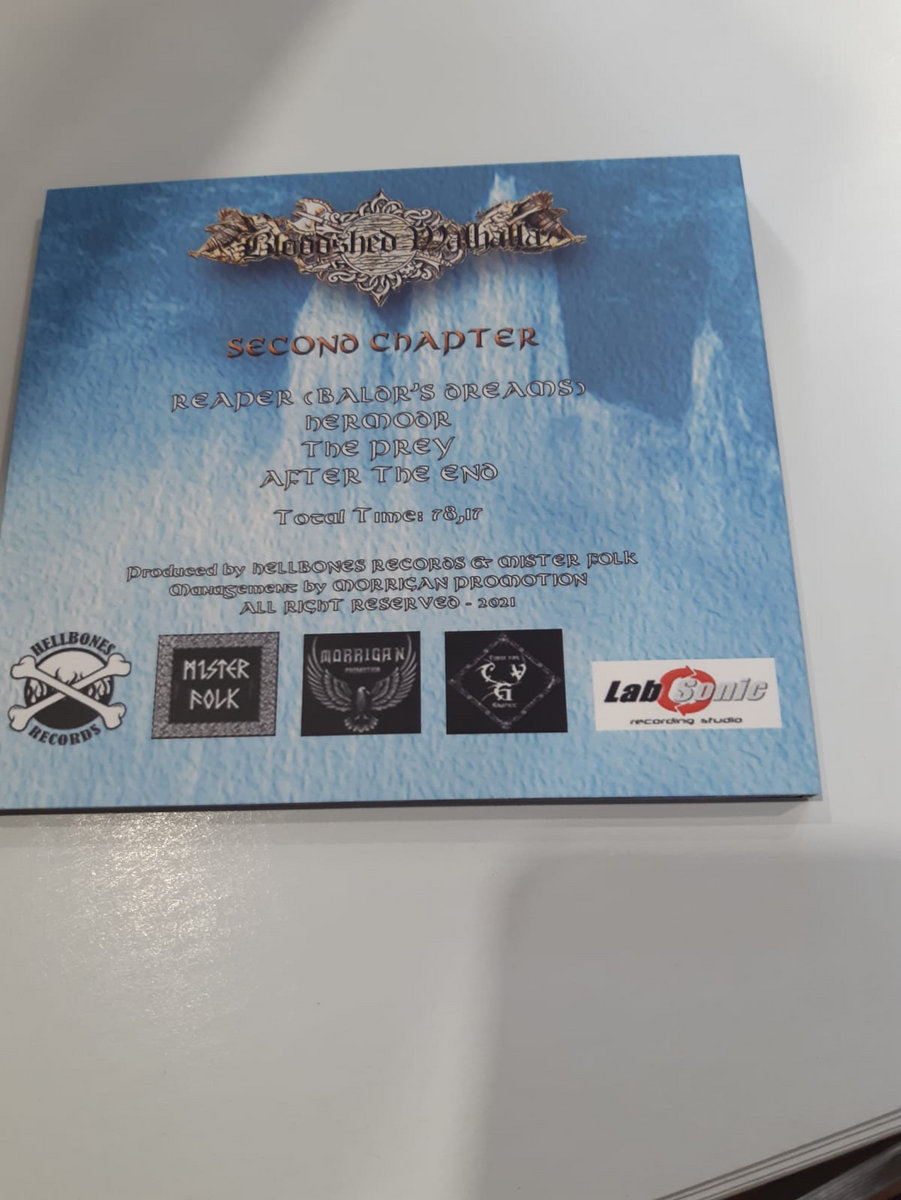 Bloodshed Walhalla
SECOND CHAPTER
REAPER (BALDR'S DREAMS)
HERMODR
THE PREY
AFTER THE END
Total Time: 78,17
Produced by HELLBONES RECORDS & MISTER FOLK
Management by MORRIGAN PROMOTION
ALL RIGHT RESERVED - 2021
HELLBONES
RECORDS
MISTER
FOLK
MORRIGAN
PROMOTION
Lab Sonic
recording studio